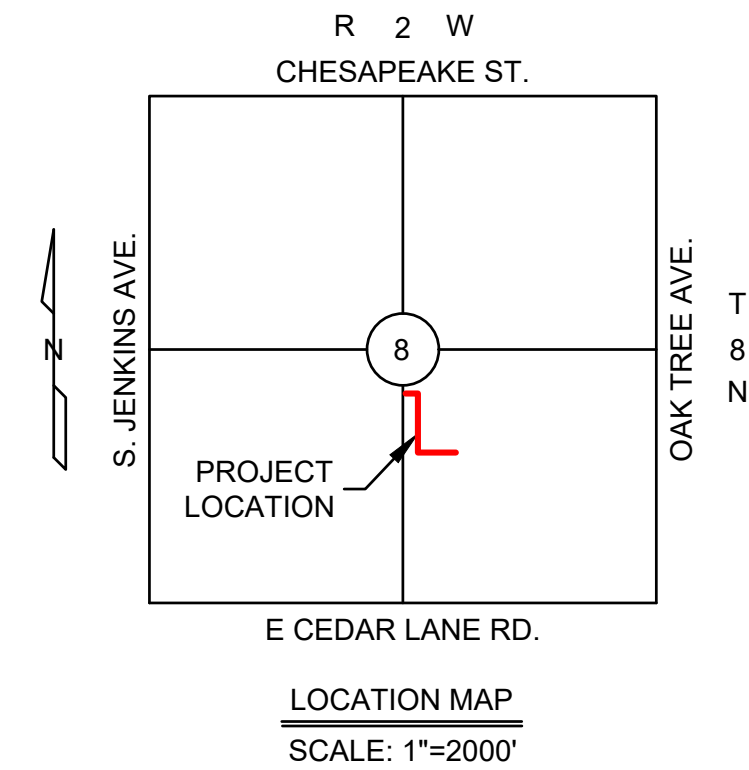 R 2 W
CHESAPEAKE ST.
S. JENKINS AVE.
N
8
OAK TREE AVE.
T
8
N
PROJECT
LOCATION
E CEDAR LANE RD.
LOCATION MAP
SCALE: 1"=2000'